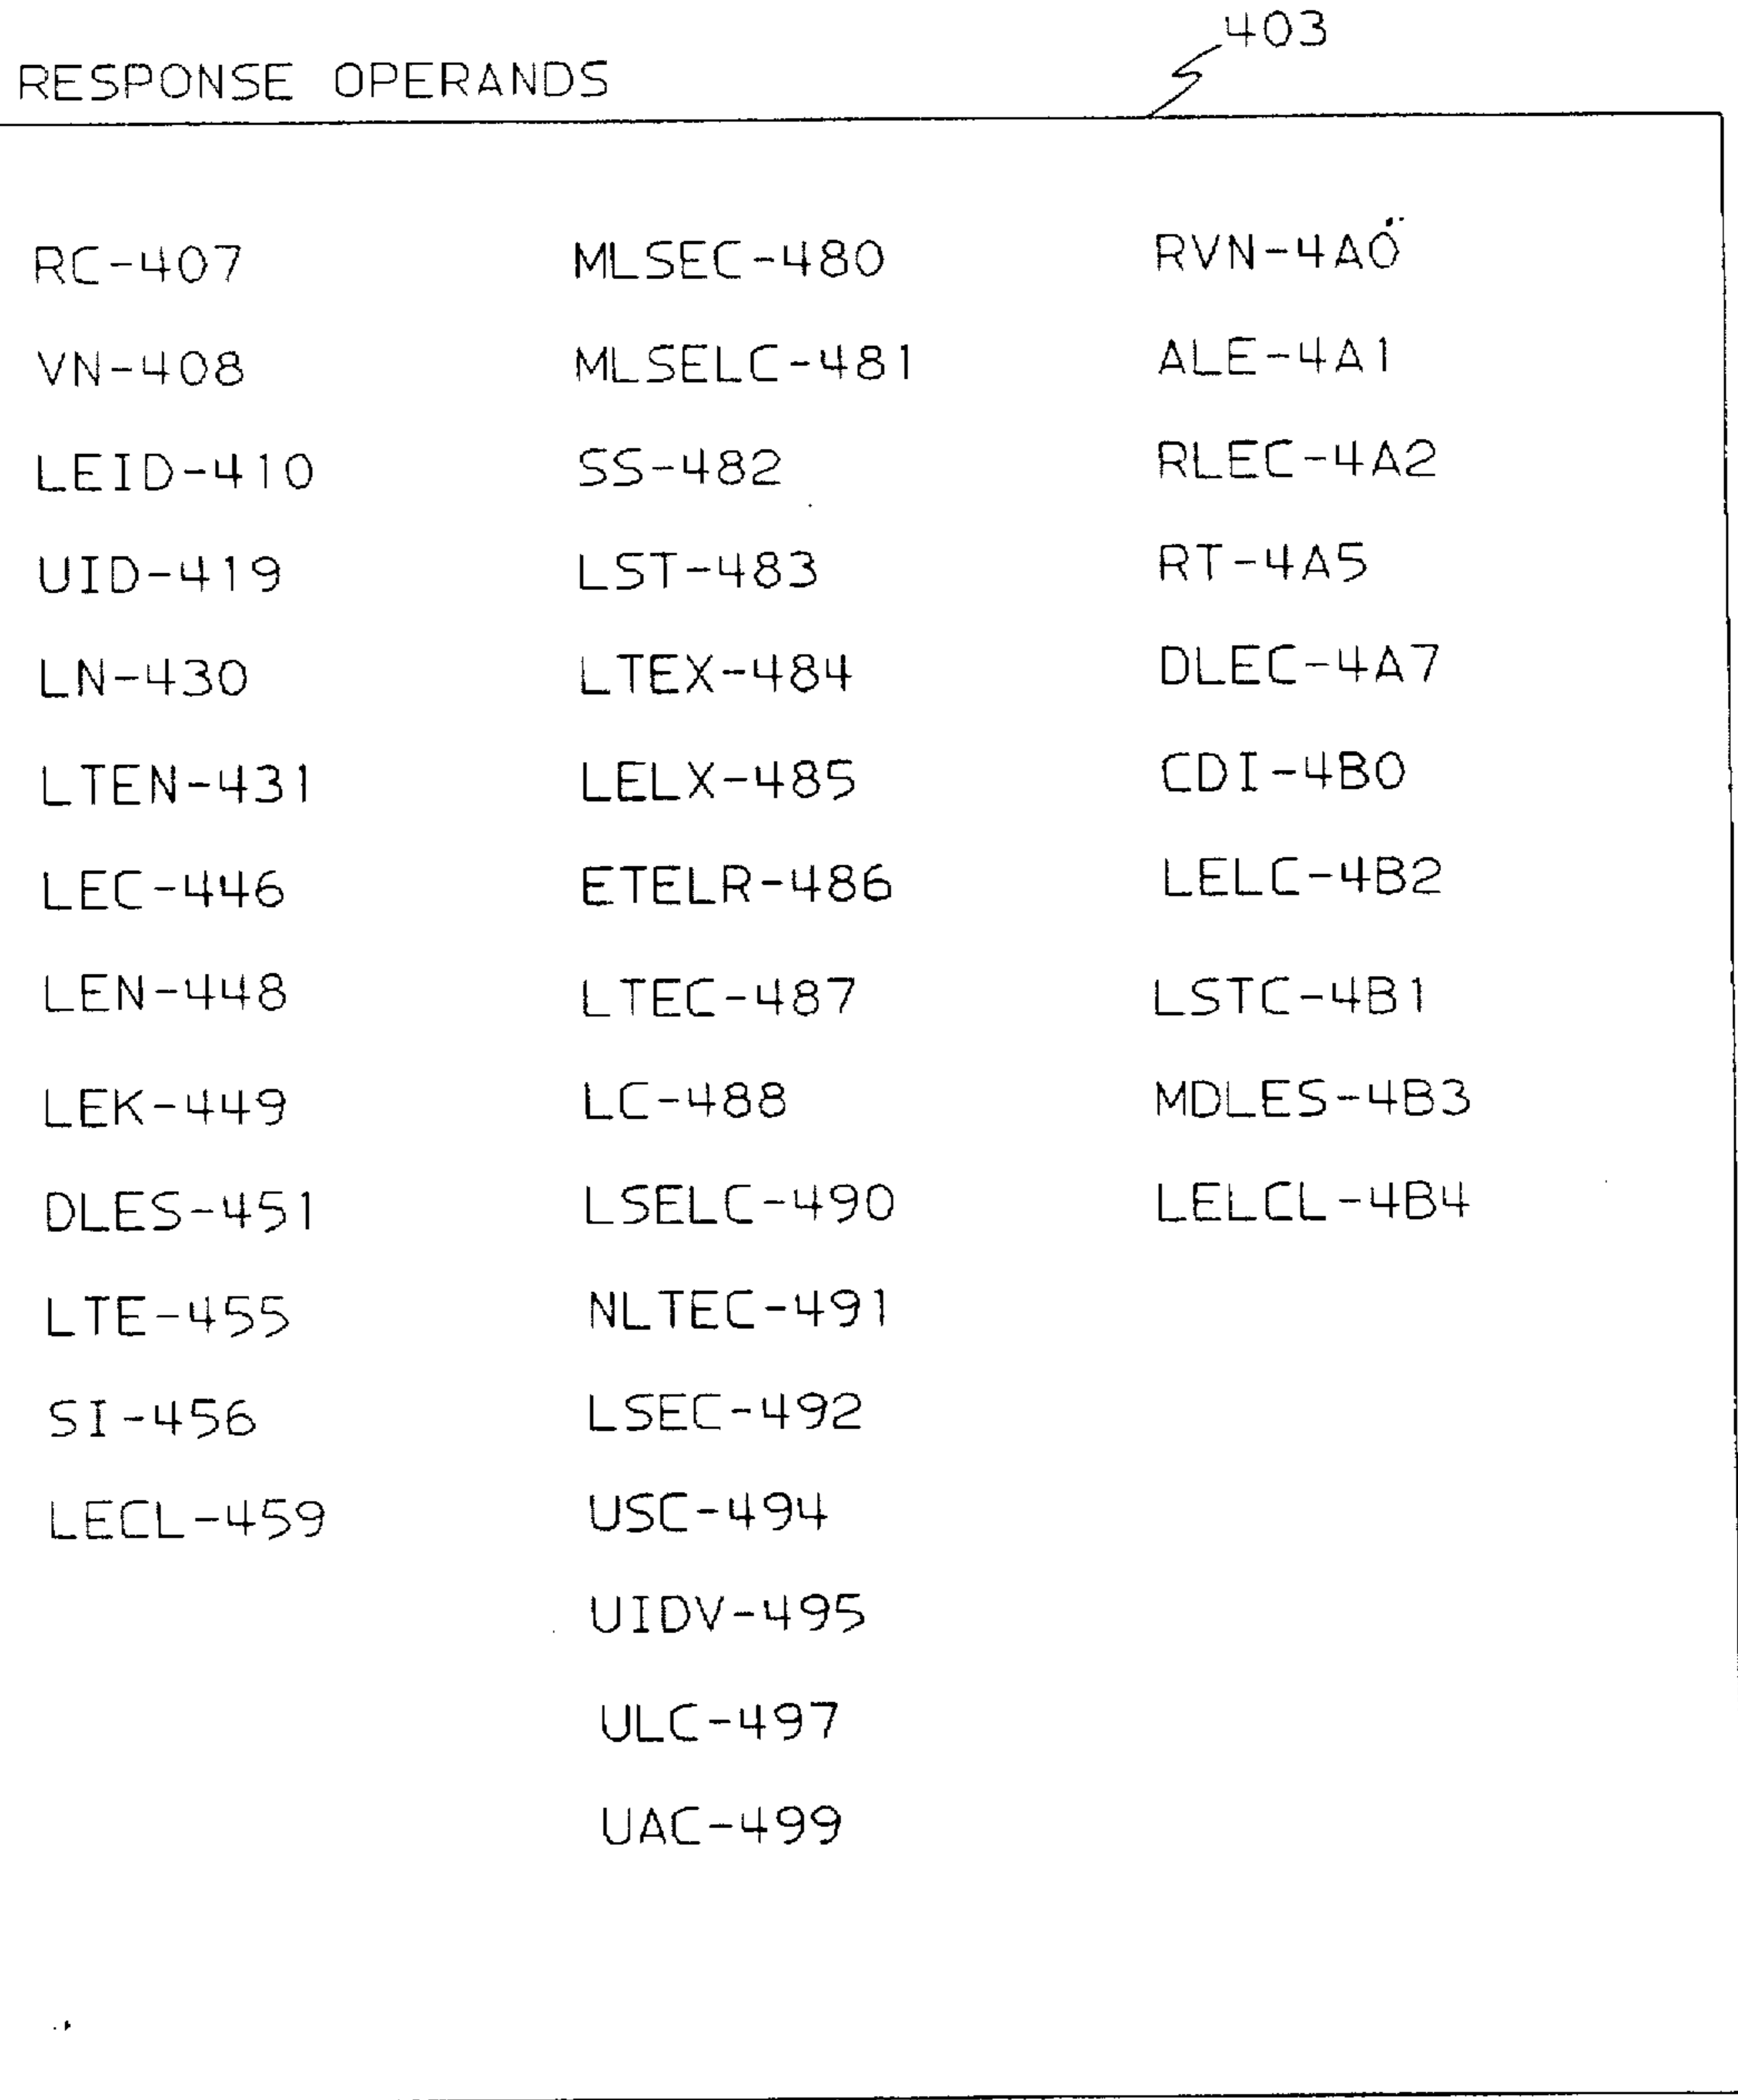 403
RESPONSE OPERANDS
RC-407
VN-408
LEID-410
UID-419
LN-430
LTEN-431
LEC-446
LEN-448
LEK-449
DLES-451
LTE-455
SI-456
LECL-459
MLSEC-480
MLSELC-481
SS-482
LST-483
LTEX-484
LELX-485
ETELR-486
LTEC-487
LC-488
LSELC-490
NLTEC-491
LSEC-492
USC-494
UIDV-495
ULC-497
UAC-499
RVN-4A0
ALE-4A1
RLEC-4A2
RT-4A5
DLEC-4A7
CDI-4B0
LELC-4B2
LSTC-4B1
MDLES-4B3
LELCL-4B4